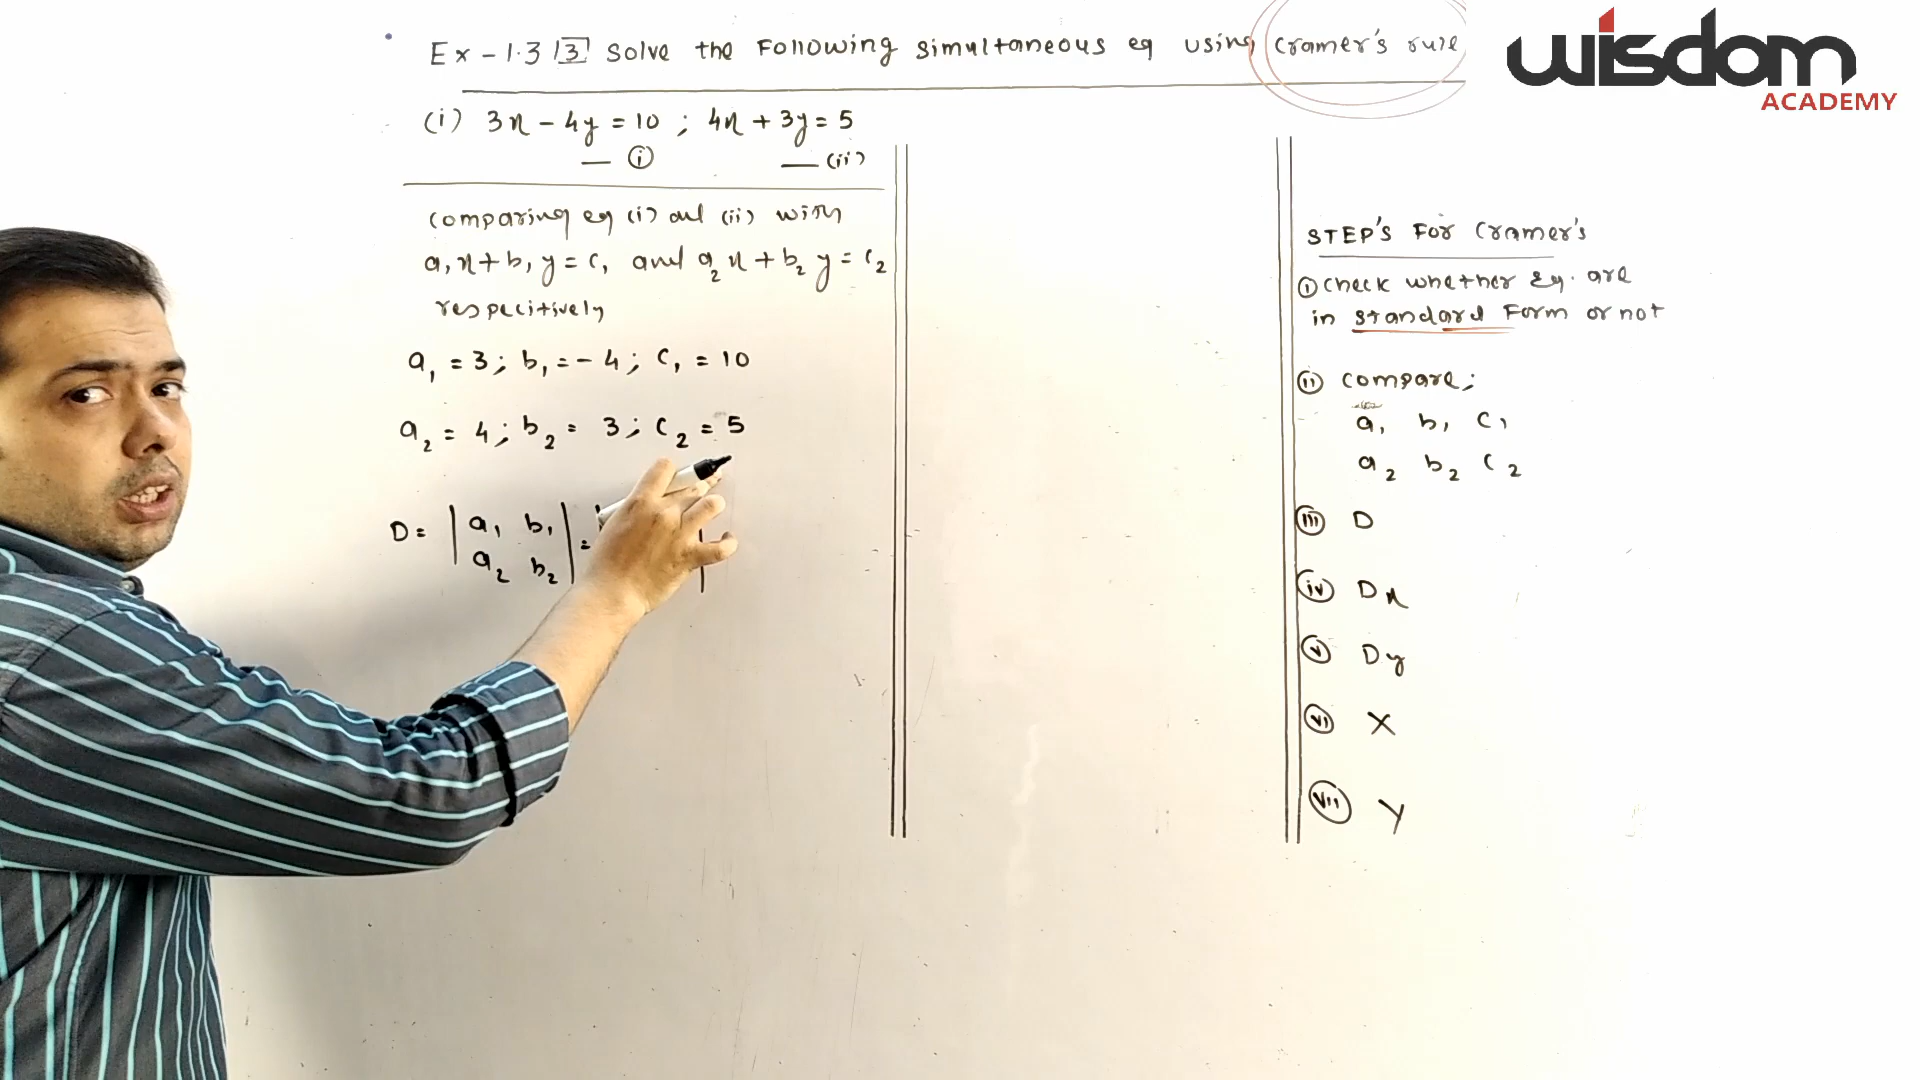 Ex - 1.3 3 Solve the Following simultaneous eq using Cramer's rule
wisdom
ACADEMY
(i) 3x - 4y = 10 ; 4x + 3y = 5
— (i) — (ii)
comparing eq (i) and (ii) with
a₁x + b₁y = c₁ and a₂x + b₂y = c₂
respecitively
a₁ = 3 ; b₁ = - 4 ; c₁ = 10
a₂ = 4 ; b₂ = 3 ; c₂ = 5
D = | a₁ b₁ | =
a₂ b₂
STEP'S FOR Cramer's
(i) Check whether Eq. are
in standard Form or not
(ii) compare;
a₁ b₁ c₁
a₂ b₂ c₂
(iii) D
(iv) Dx
(v) Dy
(vi) X
(vii) Y